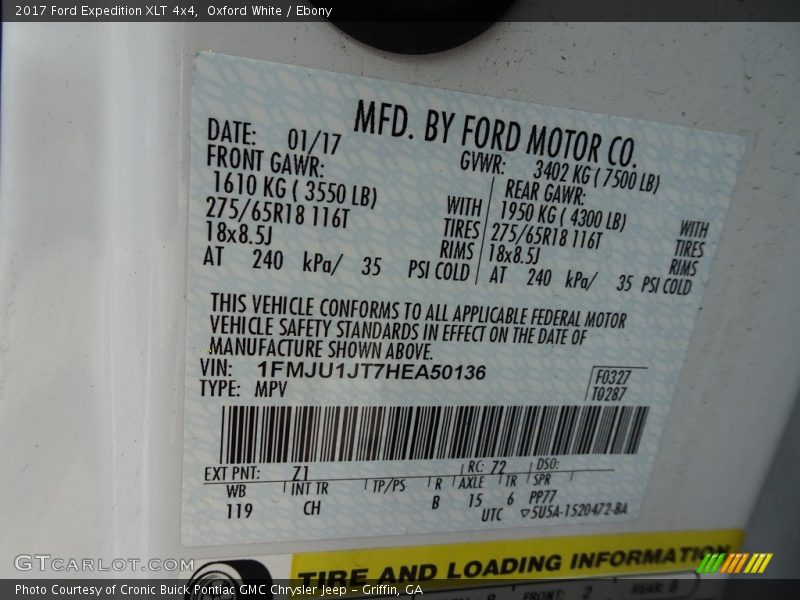 2017 Ford Expedition XLT 4x4, Oxford White / Ebony
MFD. BY FORD MOTOR CO.
DATE: 01/17 GVWR: 3402 KG ( 7500 LB)
FRONT GAWR: REAR GAWR:
1610 KG ( 3550 LB) WITH 1950 KG ( 4300 LB) WITH
275/65R18 116T TIRES 275/65R18 116T TIRES
18x8.5J RIMS 18x8.5J RIMS
AT 240 kPa/ 35 PSI COLD AT 240 kPa/ 35 PSI COLD
THIS VEHICLE CONFORMS TO ALL APPLICABLE FEDERAL MOTOR
VEHICLE SAFETY STANDARDS IN EFFECT ON THE DATE OF
MANUFACTURE SHOWN ABOVE.
VIN: 1FMJU1JT7HEA50136 F0327
TYPE: MPV T0287
EXT PNT: Z1 RC: 72 DSO:
WB INT TR TP/PS R AXLE TR SPR
119 CH B 15 6 PP77
UTC ▽5U5A-1520472-BA
TIRE AND LOADING INFORMATION
FRONT: 2 REAR:
GTCARLOT.COM
Photo Courtesy of Cronic Buick Pontiac GMC Chrysler Jeep - Griffin, GA